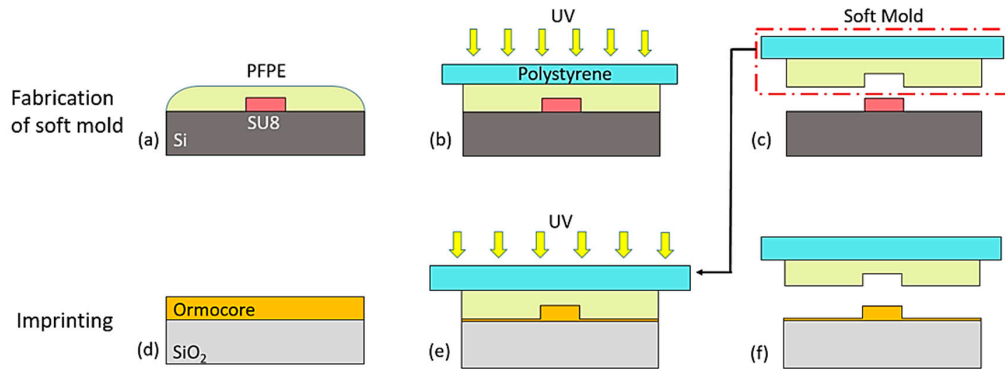 UV
Soft Mold
PFPE
Polystyrene
Fabrication
of soft mold
SU8
Si
(a)
(b)
(c)
UV
Ormocore
Imprinting
SiO₂
(d)
(e)
(f)